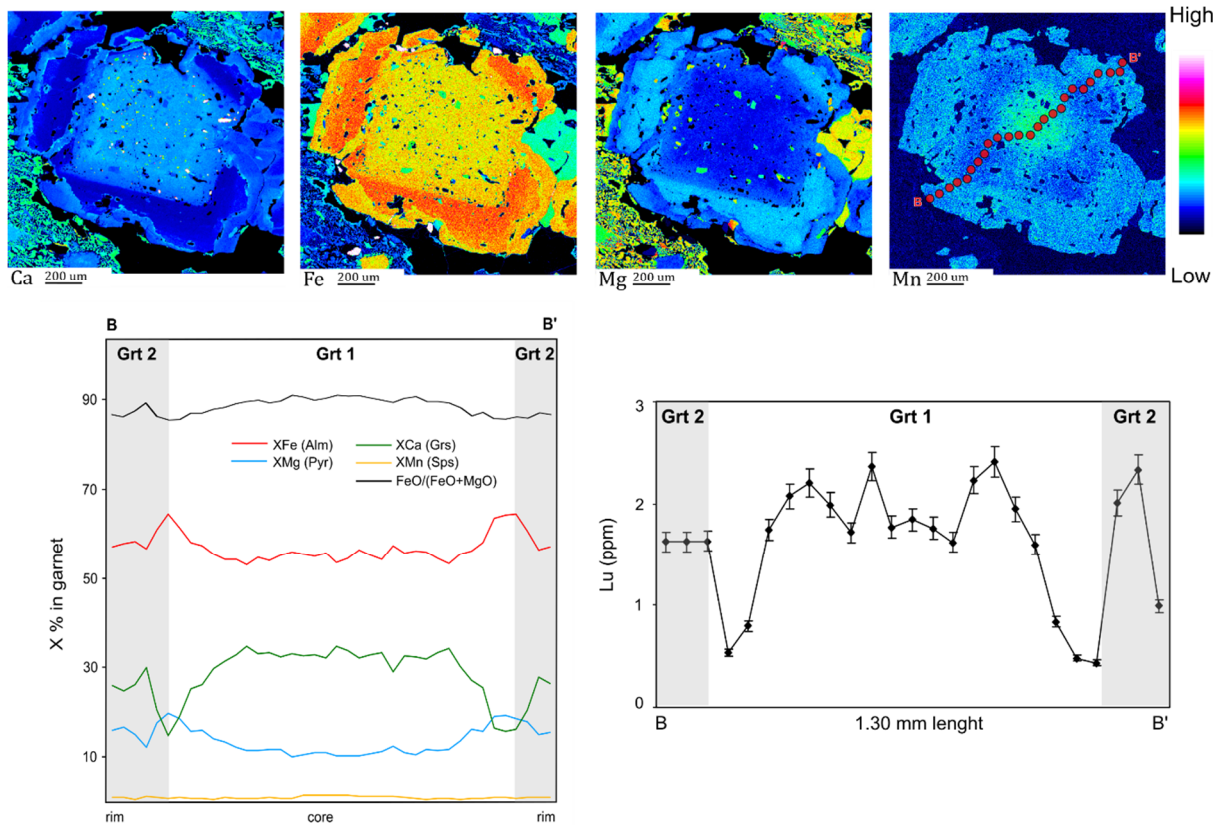 High
Low
Ca 200 um
Fe 200 um
Mg 200 um
Mn 200 um
B
B'
B B'
Grt 2 Grt 1 Grt 2
90
70
50
30
10
X % in garnet
XFe (Alm) XCa (Grs)
XMg (Pyr) XMn (Sps)
FeO/(FeO+MgO)
rim core rim
3
2
1
0
Lu (ppm)
Grt 2 Grt 1 Grt 2
B 1.30 mm lenght B'